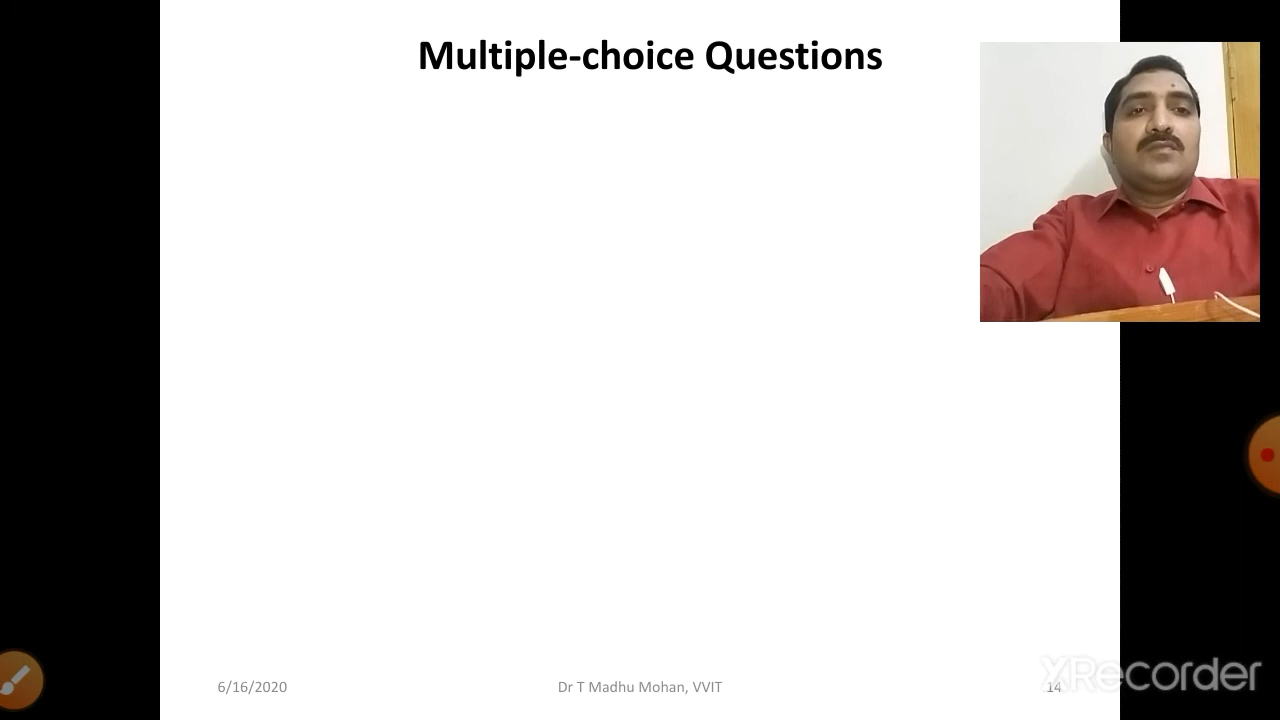 Multiple-choice Questions
6/16/2020
Dr T Madhu Mohan, VVIT
14
XRecorder